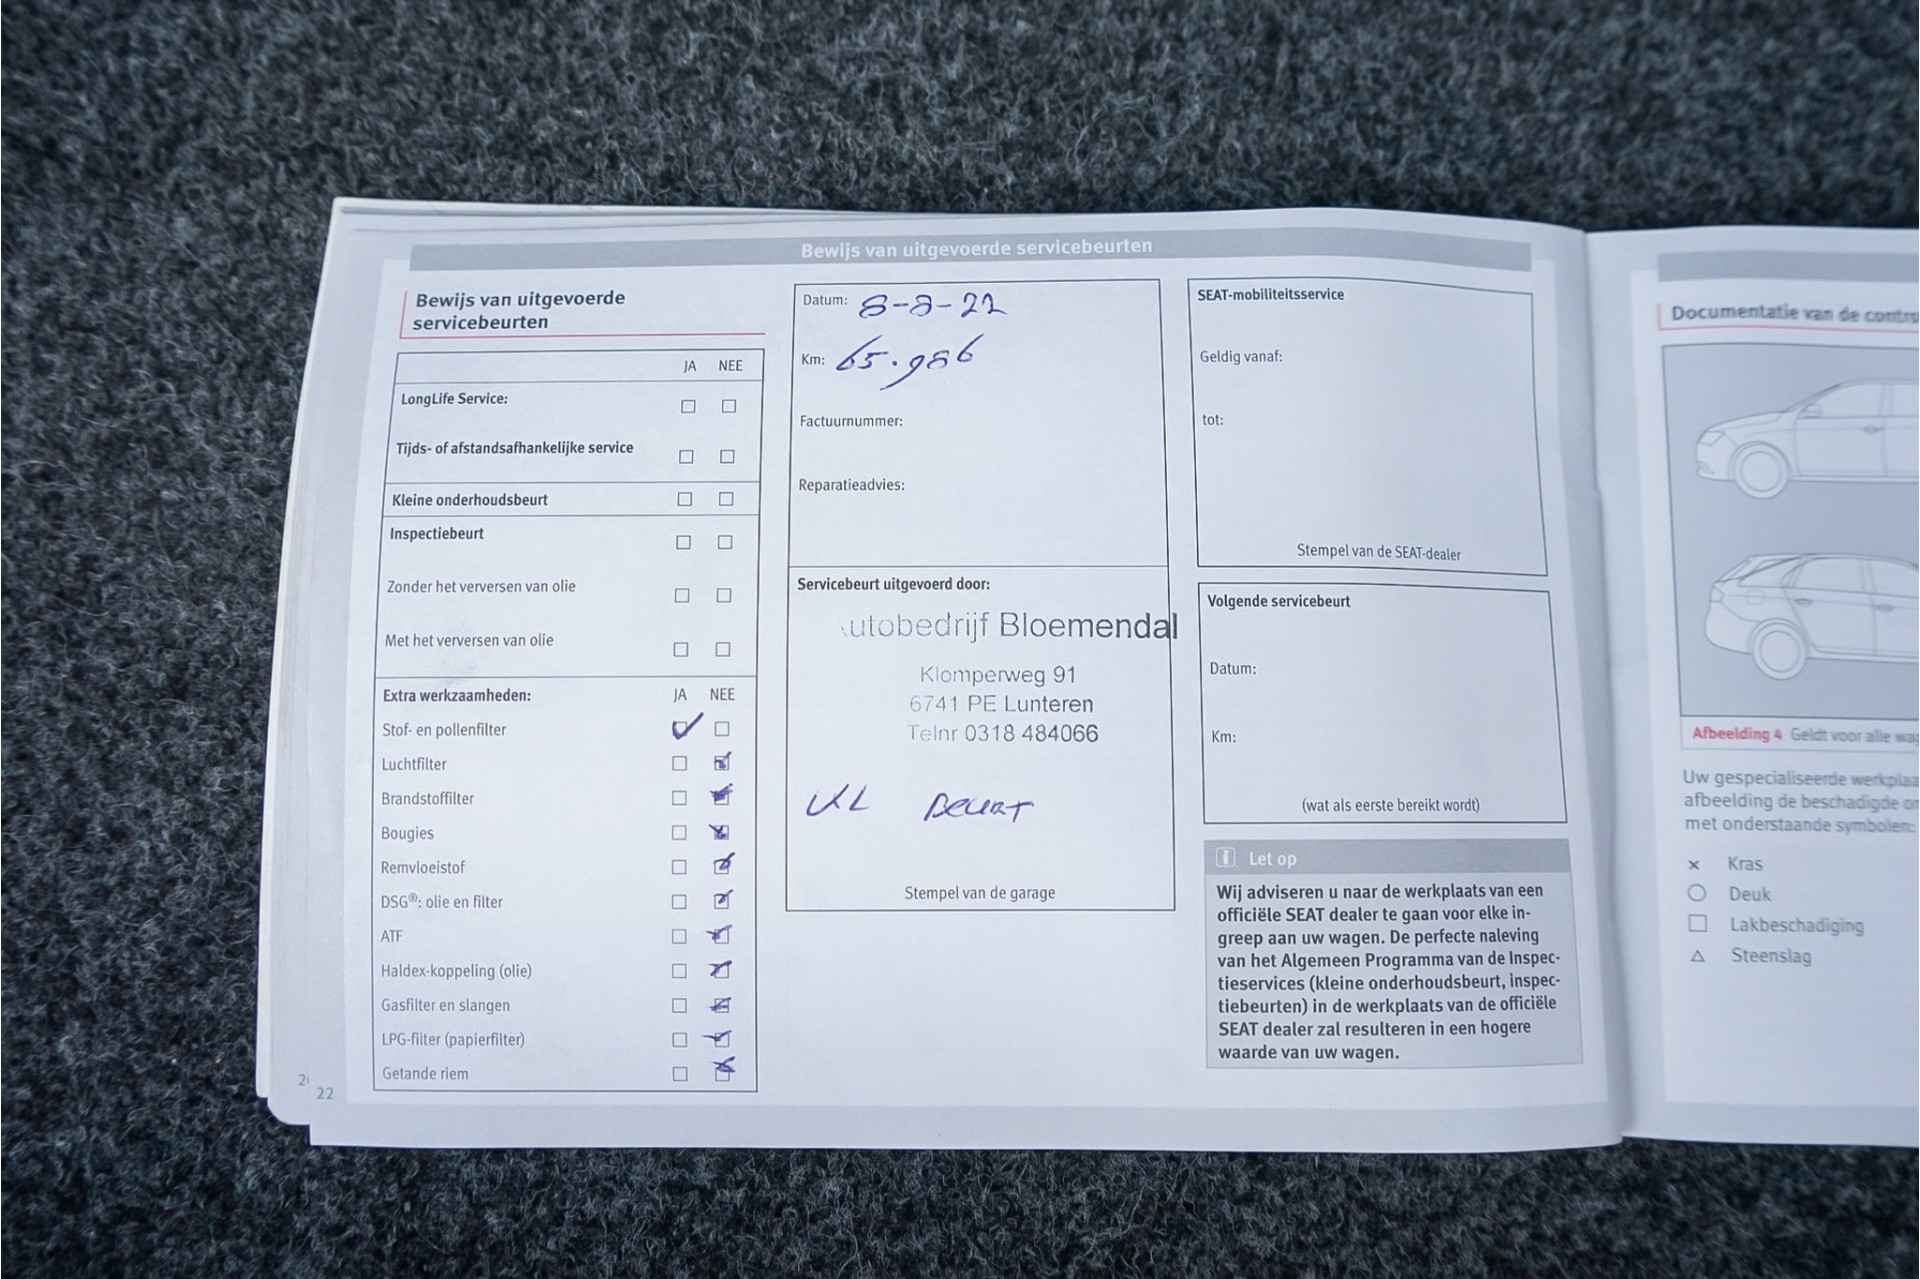 Bewijs van uitgevoerde servicebeurten
Bewijs van uitgevoerde
servicebeurten
JA NEE
LongLife Service:
Tijds- of afstandsafhankelijke service
Kleine onderhoudsbeurt
Inspectiebeurt
Zonder het verversen van olie
Met het verversen van olie
Extra werkzaamheden: JA NEE
Stof- en pollenfilter
Luchtfilter
Brandstoffilter
Bougies
Remvloeistof
DSG®: olie en filter
ATF
Haldex-koppeling (olie)
Gasfilter en slangen
LPG-filter (papierfilter)
Getande riem
22
Datum: 8-8-22
Km: 65.986
Factuurnummer:
Reparatieadvies:
Servicebeurt uitgevoerd door:
utobedrijf Bloemendal
Klomperweg 91
6741 PE Lunteren
Telnr 0318 484066
KL BEURT
Stempel van de garage
SEAT-mobiliteitsservice
Geldig vanaf:
tot:
Stempel van de SEAT-dealer
Volgende servicebeurt
Datum:
Km:
(wat als eerste bereikt wordt)
i Let op
Wij adviseren u naar de werkplaats van een
officiële SEAT dealer te gaan voor elke in-
greep aan uw wagen. De perfecte naleving
van het Algemeen Programma van de Inspec-
tieservices (kleine onderhoudsbeurt, inspec-
tiebeurten) in de werkplaats van de officiële
SEAT dealer zal resulteren in een hogere
waarde van uw wagen.
Documentatie van de
Afbeelding 4 Geldt voor alle
Uw gespecialiseerde
afbeelding de beschadigde
met onderstaande symbolen:
× Kras
○ Deuk
□ Lakbeschadiging
△ Steenslag